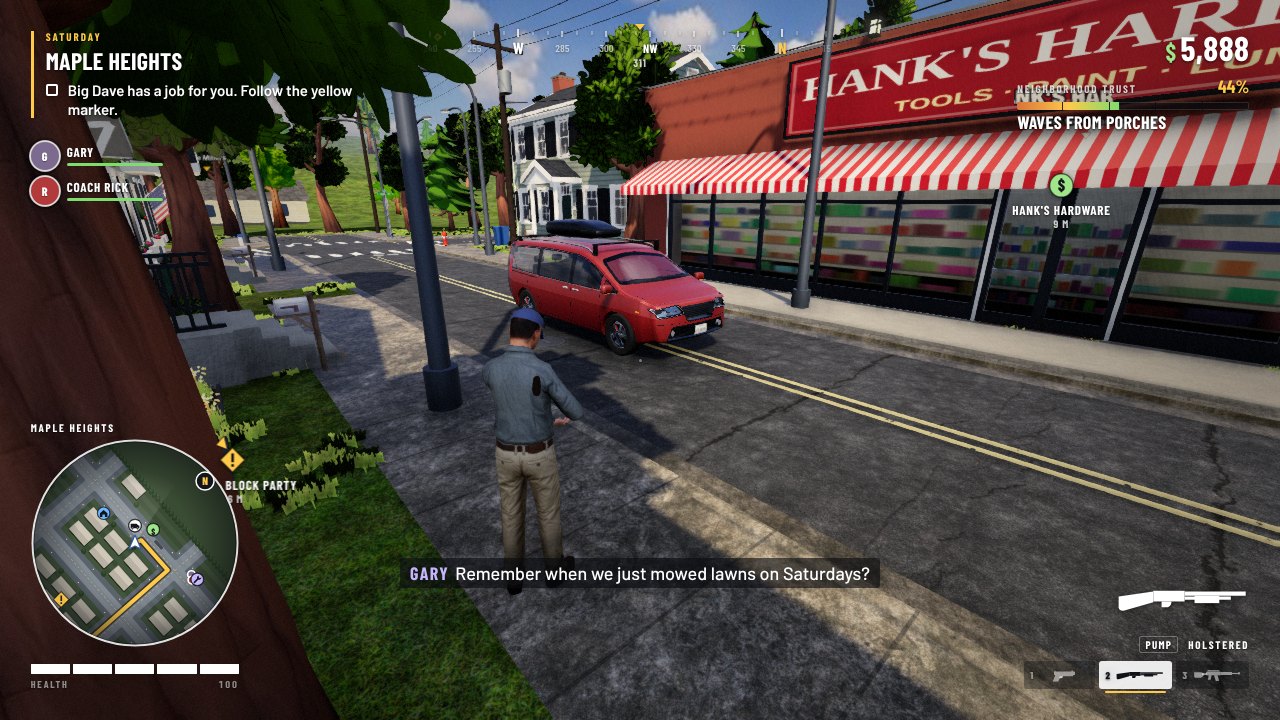 SATURDAY
MAPLE HEIGHTS
Big Dave has a job for you. Follow the yellow
marker.
G GARY
R COACH RICK
255 W 285 300 NW 330 345 N
311
HANK'S HAR
TOOLS · PAINT · LUM
$5,888
NEIGHBORHOOD TRUST 44%
WAVES FROM PORCHES
$
HANK'S HARDWARE
9 M
MAPLE HEIGHTS
N
!
BLOCK PARTY
6 M
GARY Remember when we just mowed lawns on Saturdays?
HEALTH 100
PUMP HOLSTERED
1 2 3